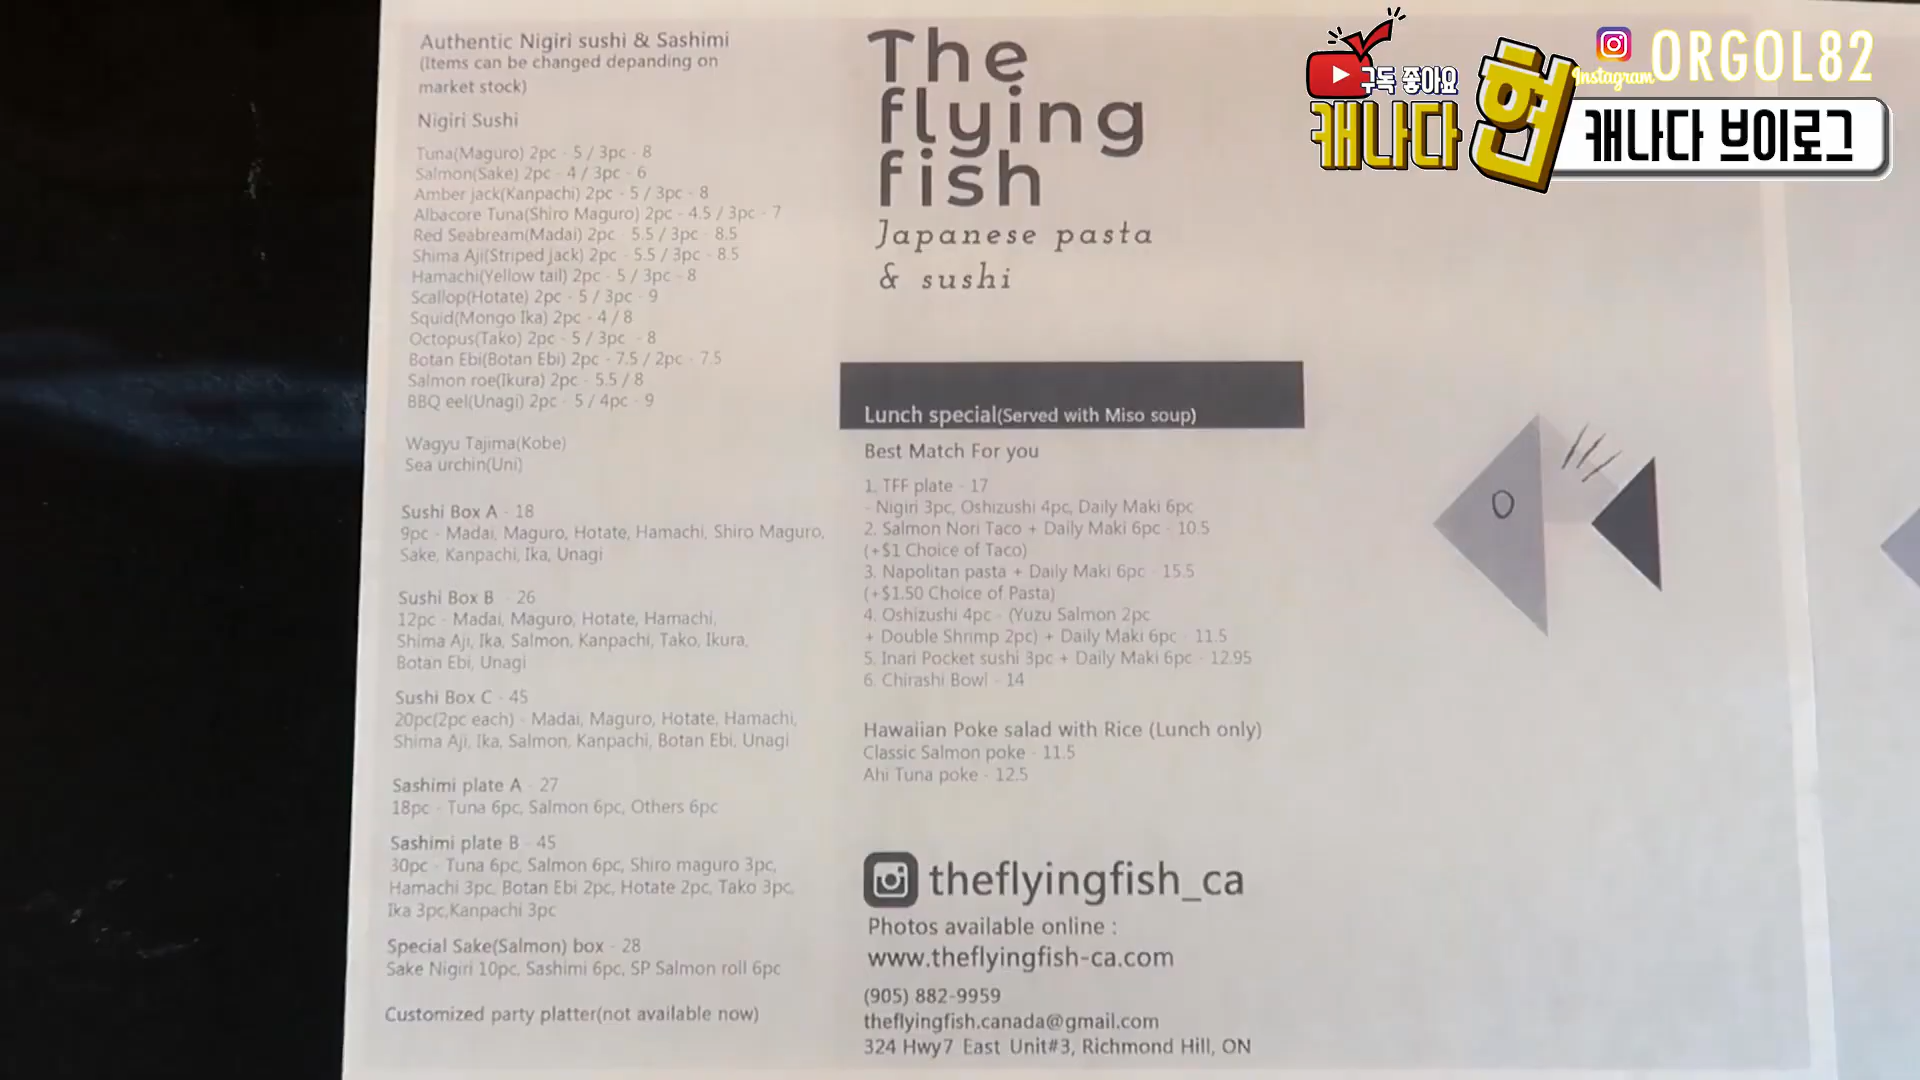 Authentic Nigiri sushi & Sashimi
(Items can be changed depanding on
market stock)
Nigiri Sushi
Tuna(Maguro) 2pc - 5 / 3pc - 8
Salmon(Sake) 2pc - 4 / 3pc - 6
Amber jack(Kanpachi) 2pc - 5 / 3pc - 8
Albacore Tuna(Shiro Maguro) 2pc - 4.5 / 3pc - 7
Red Seabream(Madai) 2pc - 5.5 / 3pc - 8.5
Shima Aji(Striped jack) 2pc - 5.5 / 3pc - 8.5
Hamachi(Yellow tail) 2pc - 5 / 3pc - 8
Scallop(Hotate) 2pc - 5 / 3pc - 9
Squid(Mongo Ika) 2pc - 4 / 8
Octopus(Tako) 2pc - 5 / 3pc - 8
Botan Ebi(Botan Ebi) 2pc - 7.5 / 2pc - 7.5
Salmon roe(Ikura) 2pc - 5.5 / 8
BBQ eel(Unagi) 2pc - 5 / 4pc - 9
Wagyu Tajima(Kobe)
Sea urchin(Uni)
Sushi Box A - 18
9pc - Madai, Maguro, Hotate, Hamachi, Shiro Maguro,
Sake, Kanpachi, Ika, Unagi
Sushi Box B - 26
12pc - Madai, Maguro, Hotate, Hamachi,
Shima Aji, Ika, Salmon, Kanpachi, Tako, Ikura,
Botan Ebi, Unagi
Sushi Box C - 45
20pc(2pc each) - Madai, Maguro, Hotate, Hamachi,
Shima Aji, Ika, Salmon, Kanpachi, Botan Ebi, Unagi
Sashimi plate A - 27
18pc - Tuna 6pc, Salmon 6pc, Others 6pc
Sashimi plate B - 45
30pc - Tuna 6pc, Salmon 6pc, Shiro maguro 3pc,
Hamachi 3pc, Botan Ebi 2pc, Hotate 2pc, Tako 3pc,
Ika 3pc,Kanpachi 3pc
Special Sake(Salmon) box - 28
Sake Nigiri 10pc, Sashimi 6pc, SP Salmon roll 6pc
Customized party platter(not available now)
The
flying
fish
Japanese pasta
& sushi
Lunch special(Served with Miso soup)
Best Match For you
1. TFF plate - 17
- Nigiri 3pc, Oshizushi 4pc, Daily Maki 6pc
2. Salmon Nori Taco + Daily Maki 6pc - 10.5
(+$1 Choice of Taco)
3. Napolitan pasta + Daily Maki 6pc - 15.5
(+$1.50 Choice of Pasta)
4. Oshizushi 4pc - (Yuzu Salmon 2pc
+ Double Shrimp 2pc) + Daily Maki 6pc - 11.5
5. Inari Pocket sushi 3pc + Daily Maki 6pc - 12.95
6. Chirashi Bowl - 14
Hawaiian Poke salad with Rice (Lunch only)
Classic Salmon poke - 11.5
Ahi Tuna poke - 12.5
theflyingfish_ca
Photos available online :
www.theflyingfish-ca.com
(905) 882-9959
theflyingfish.canada@gmail.com
324 Hwy7 East Unit#3, Richmond Hill, ON
구독 좋아요
캐나다 현
Instagram ORGOL82
캐나다 브이로그